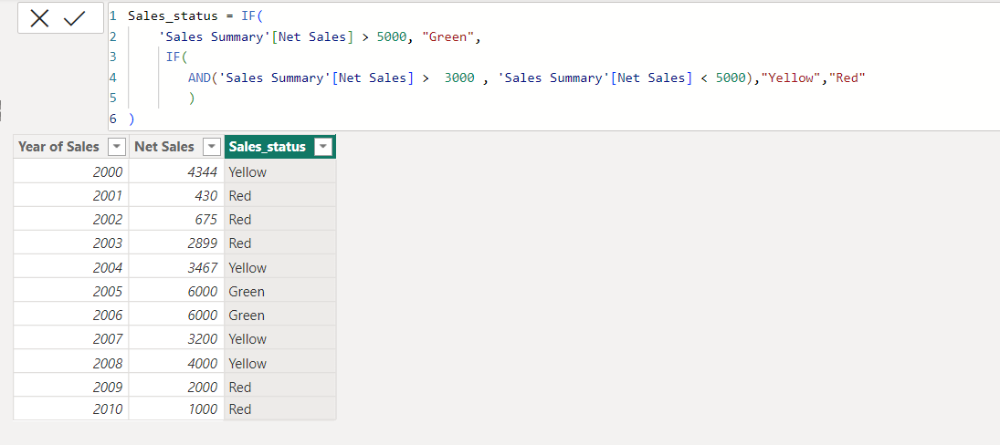 1 Sales_status = IF(
2 'Sales Summary'[Net Sales] > 5000, "Green",
3 IF(
4 AND('Sales Summary'[Net Sales] >  3000 , 'Sales Summary'[Net Sales] < 5000),"Yellow","Red"
5 )
6 )
Year of Sales Net Sales Sales_status
2000 4344 Yellow
2001 430 Red
2002 675 Red
2003 2899 Red
2004 3467 Yellow
2005 6000 Green
2006 6000 Green
2007 3200 Yellow
2008 4000 Yellow
2009 2000 Red
2010 1000 Red